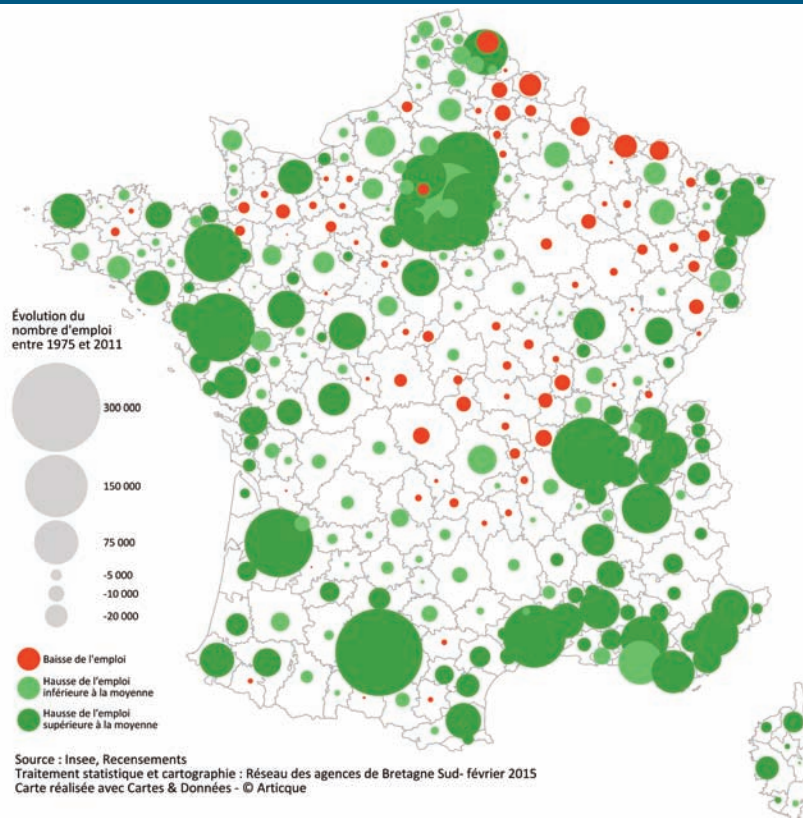 Évolution du
nombre d'emploi
entre 1975 et 2011
300 000
150 000
75 000
-5 000
-10 000
-20 000
Baisse de l'emploi
Hausse de l'emploi
inférieure à la moyenne
Hausse de l'emploi
supérieure à la moyenne
Source : Insee, Recensements
Traitement statistique et cartographie : Réseau des agences de Bretagne Sud- février 2015
Carte réalisée avec Cartes & Données - © Articque